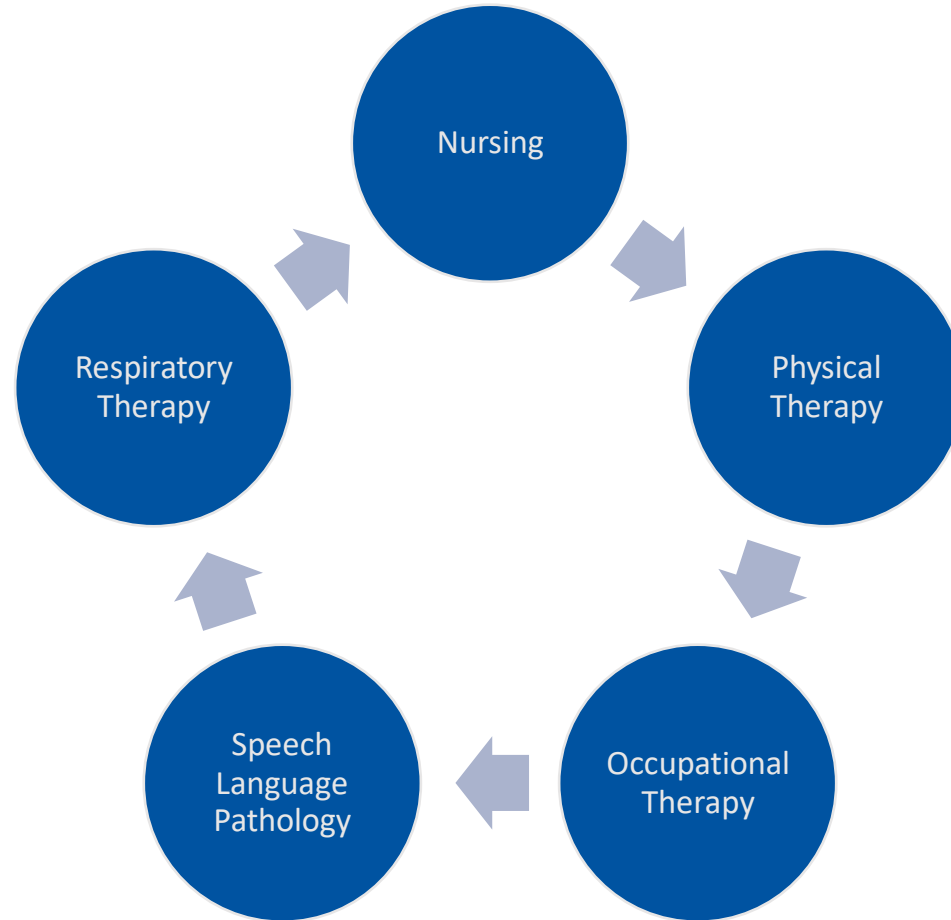 Nursing
Physical
Therapy
Occupational
Therapy
Speech
Language
Pathology
Respiratory
Therapy